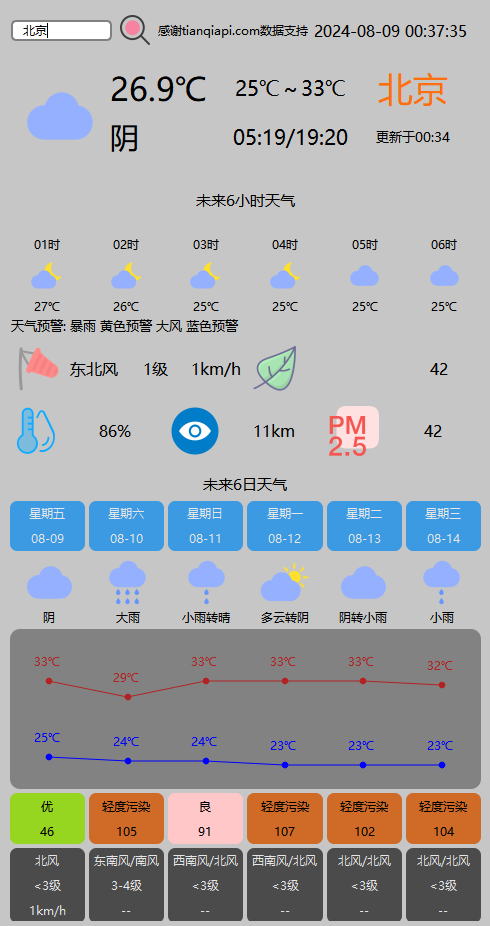 北京 感谢tianqiapi.com数据支持 2024-08-09 00:37:35
26.9℃ 25℃ ~ 33℃ 北京
阴 05:19/19:20 更新于00:34
未来6小时天气
01时 02时 03时 04时 05时 06时
27℃ 26℃ 25℃ 25℃ 25℃ 25℃
天气预警: 暴雨 黄色预警 大风 蓝色预警
东北风 1级 1km/h 42
86% 11km PM 2.5 42
未来6日天气
星期五 星期六 星期日 星期一 星期二 星期三
08-09 08-10 08-11 08-12 08-13 08-14
阴 大雨 小雨转晴 多云转阴 阴转小雨 小雨
33℃ 29℃ 33℃ 33℃ 33℃ 32℃
25℃ 24℃ 24℃ 23℃ 23℃ 23℃
优 轻度污染 良 轻度污染 轻度污染 轻度污染
46 105 91 107 102 104
北风 东南风/南风 西南风/北风 西南风/北风 北风/北风 北风/北风
<3级 3-4级 <3级 <3级 <3级 <3级
1km/h -- -- -- -- --